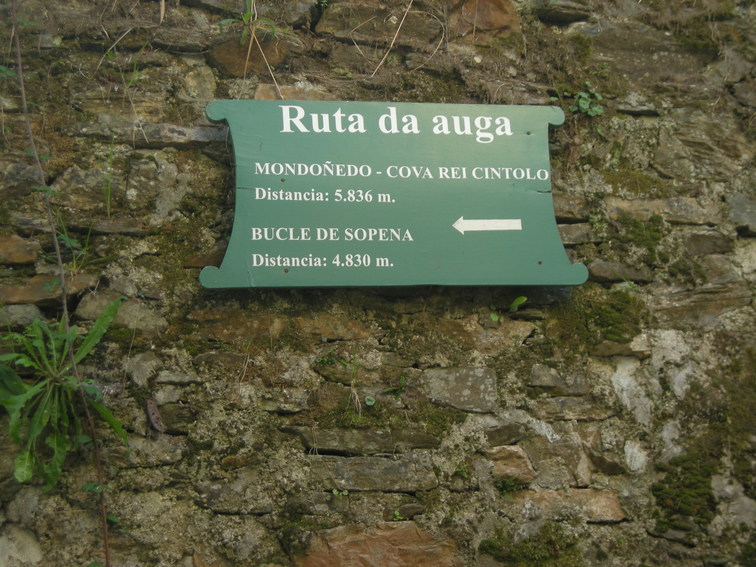 Ruta da auga
MONDOÑEDO - COVA REI CINTOLO
Distancia: 5.836 m.
BUCLE DE SOPENA
Distancia: 4.830 m.